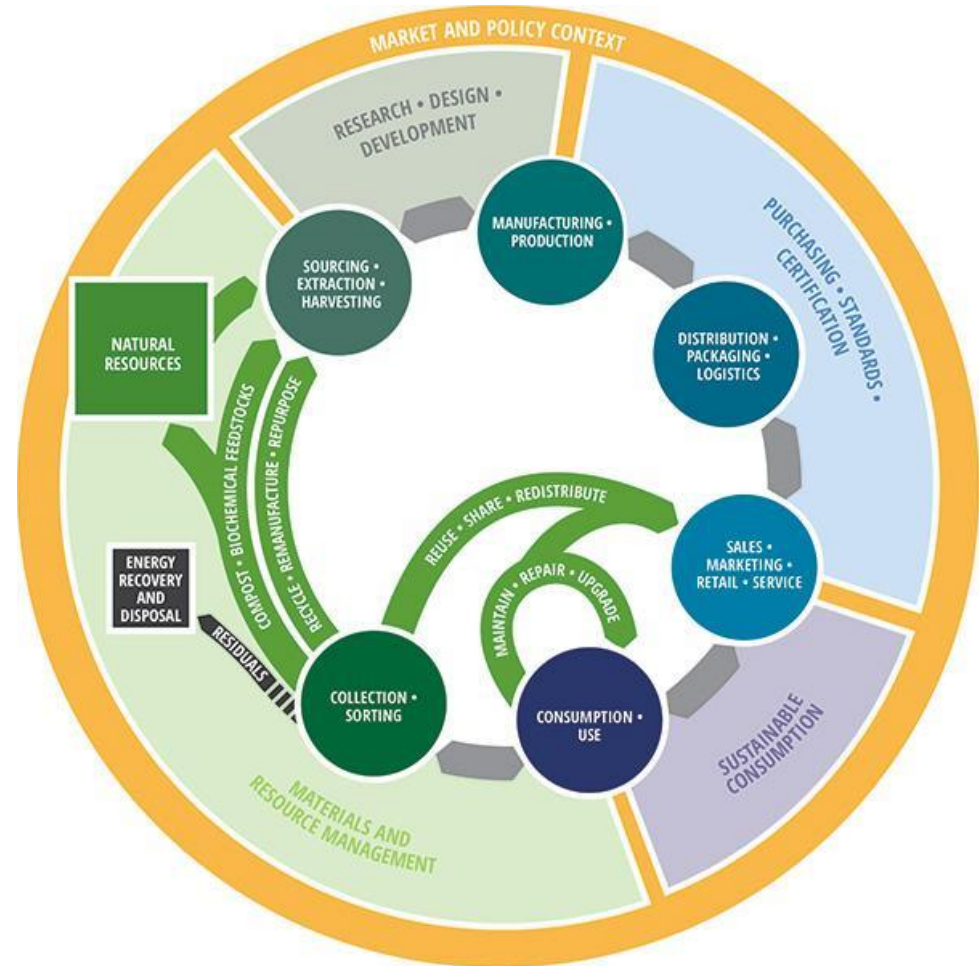 MARKET AND POLICY CONTEXT
RESEARCH • DESIGN •
DEVELOPMENT
MANUFACTURING •
PRODUCTION
PURCHASING • STANDARDS •
CERTIFICATION
SOURCING •
EXTRACTION •
HARVESTING
NATURAL
RESOURCES
DISTRIBUTION •
PACKAGING •
LOGISTICS
COMPOST • BIOCHEMICAL FEEDSTOCKS
RECYCLE • REMANUFACTURE • REPURPOSE
REUSE • SHARE • REDISTRIBUTE
MAINTAIN • REPAIR • UPGRADE
SALES •
MARKETING •
RETAIL • SERVICE
ENERGY
RECOVERY
AND
DISPOSAL
RESIDUALS
COLLECTION •
SORTING
CONSUMPTION •
USE
SUSTAINABLE
CONSUMPTION
MATERIALS AND
RESOURCE MANAGEMENT